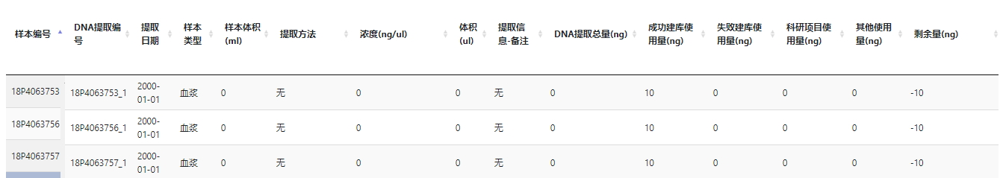 样本编号 DNA提取编号 提取日期 样本类型 样本体积(ml) 提取方法 浓度(ng/ul) 体积(ul) 提取信息-备注 DNA提取总量(ng) 成功建库使用量(ng) 失败建库使用量(ng) 科研项目使用量(ng) 其他使用量(ng) 剩余量(ng)
18P4063753 18P4063753_1 2000-01-01 血浆 0 无 0 0 无 0 10 0 0 0 -10
18P4063756 18P4063756_1 2000-01-01 血浆 0 无 0 0 无 0 10 0 0 0 -10
18P4063757 18P4063757_1 2000-01-01 血浆 0 无 0 0 无 0 10 0 0 0 -10